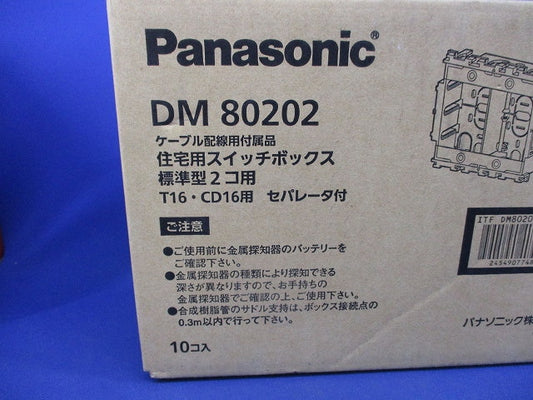 Panasonic®
DM 80202
ケーブル配線用付属品
住宅用スイッチボックス
標準型2コ用
T16・CD16用 セパレータ付
ご注意
●ご使用前に金属探知器のバッテリーを
ご確認下さい。
●金属探知器の種類により探知できる
深さが異なりますので、お手持ちの
金属探知器でご確認の上、ご使用下さい。
●合成樹脂管のサドル支持は、ボックス接続点の
0.3m以内で行って下さい。
10コ入
ITF DM8020
パナソニック株